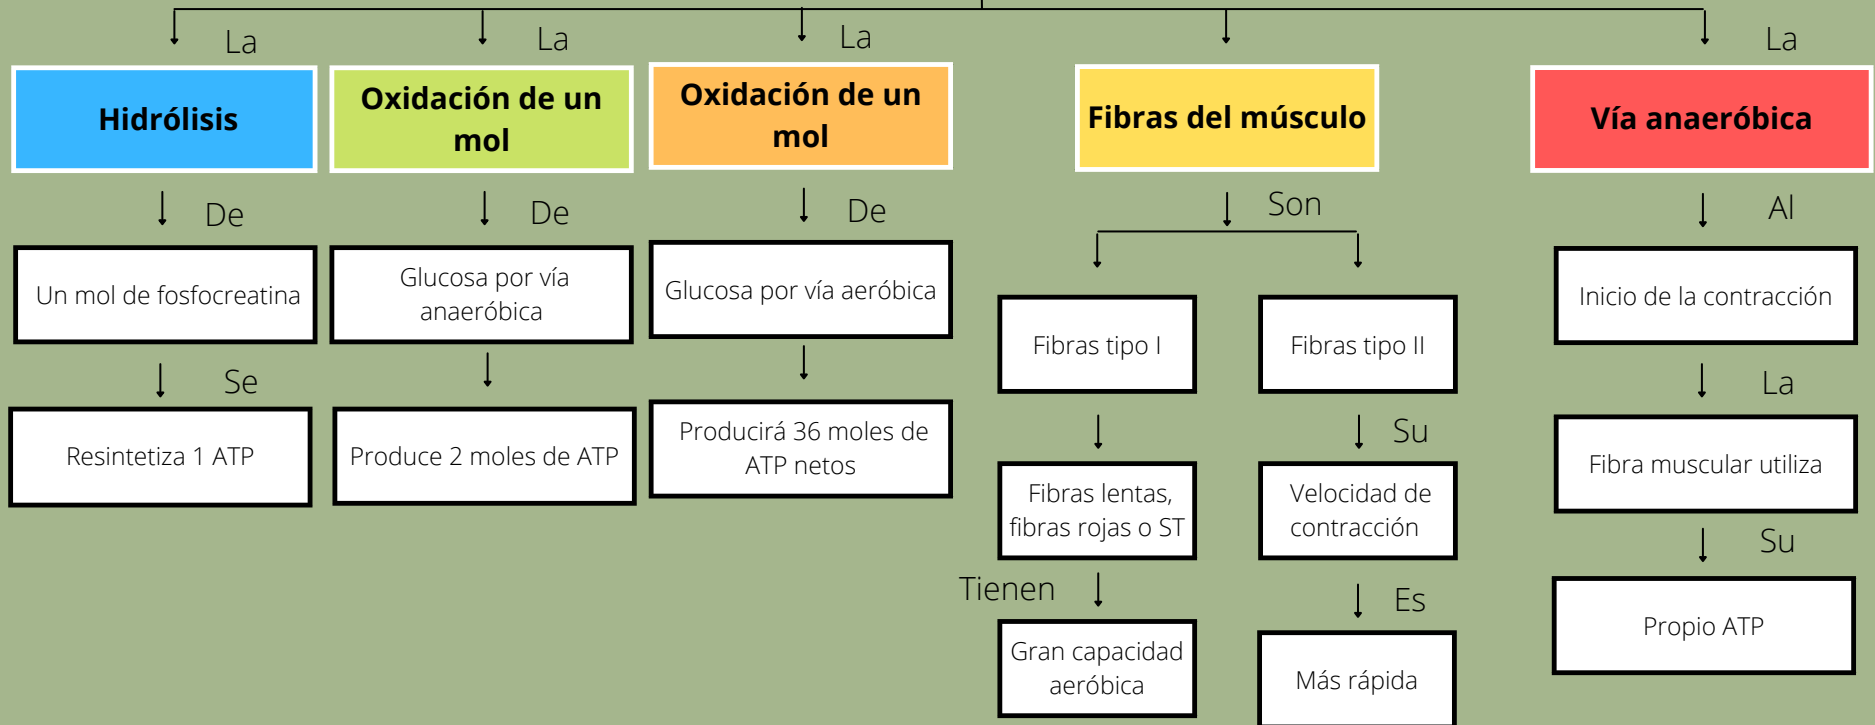 La
Hidrólisis
De
Un mol de fosfocreatina
Se
Resintetiza 1 ATP
La
Oxidación de un
mol
De
Glucosa por vía
anaeróbica
Produce 2 moles de ATP
La
Oxidación de un
mol
De
Glucosa por vía aeróbica
Producirá 36 moles de
ATP netos
Fibras del músculo
Son
Fibras tipo I
Fibras lentas,
fibras rojas o ST
Tienen
Gran capacidad
aeróbica
Fibras tipo II
Su
Velocidad de
contracción
Es
Más rápida
La
Vía anaeróbica
Al
Inicio de la contracción
La
Fibra muscular utiliza
Su
Propio ATP